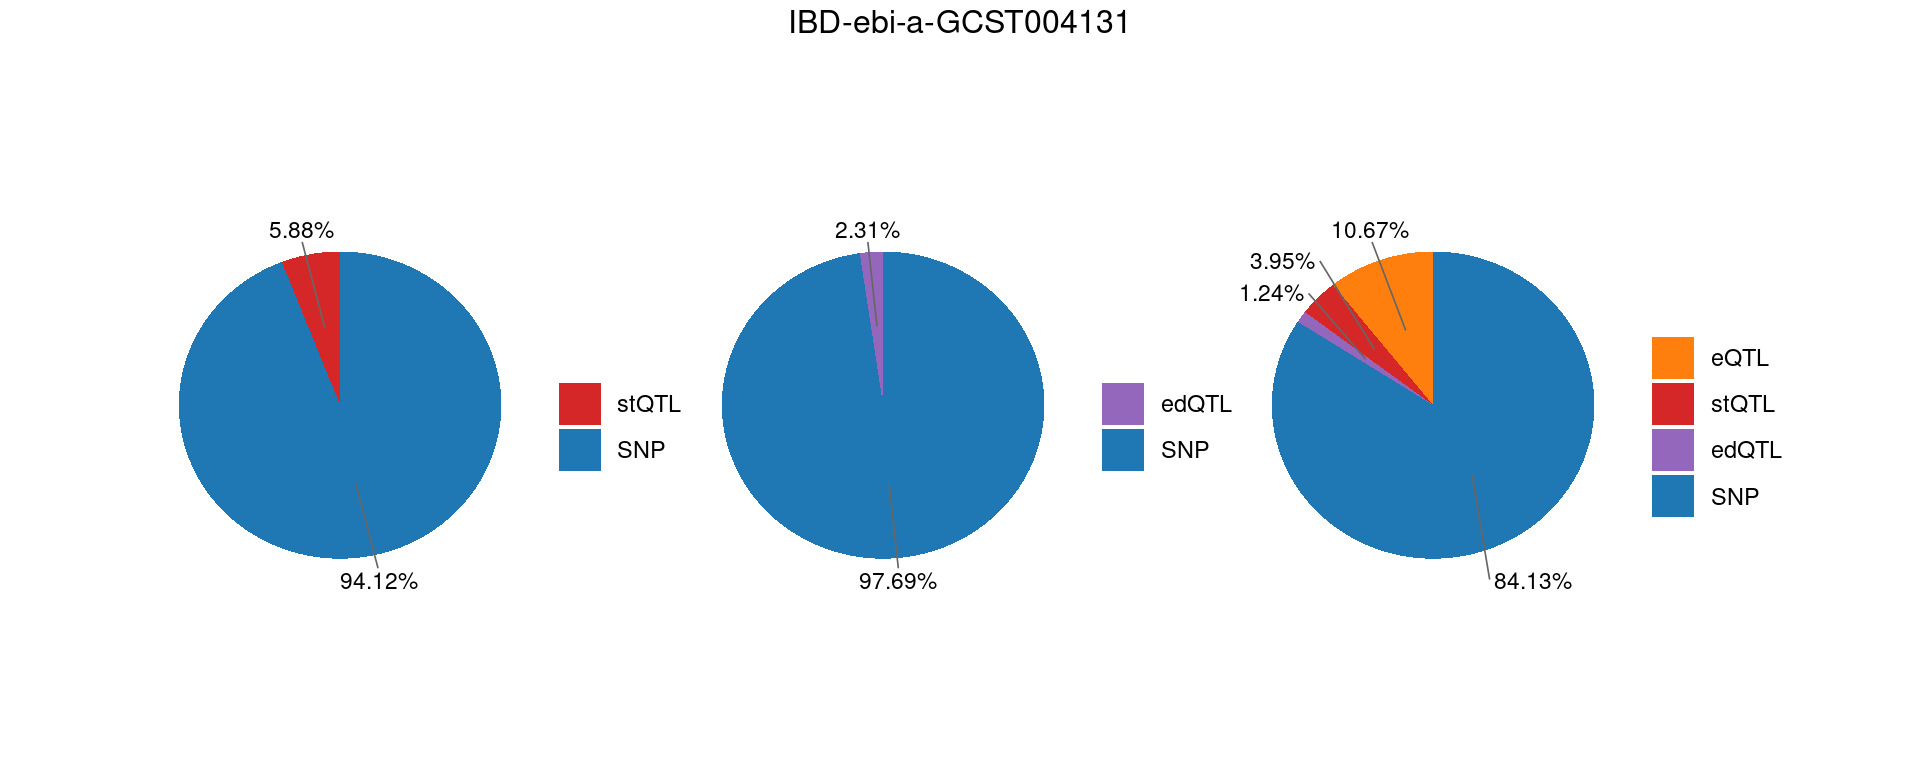 IBD-ebi-a-GCST004131
5.88%
94.12%
stQTL
SNP
2.31%
97.69%
edQTL
SNP
10.67%
3.95%
1.24%
84.13%
eQTL
stQTL
edQTL
SNP